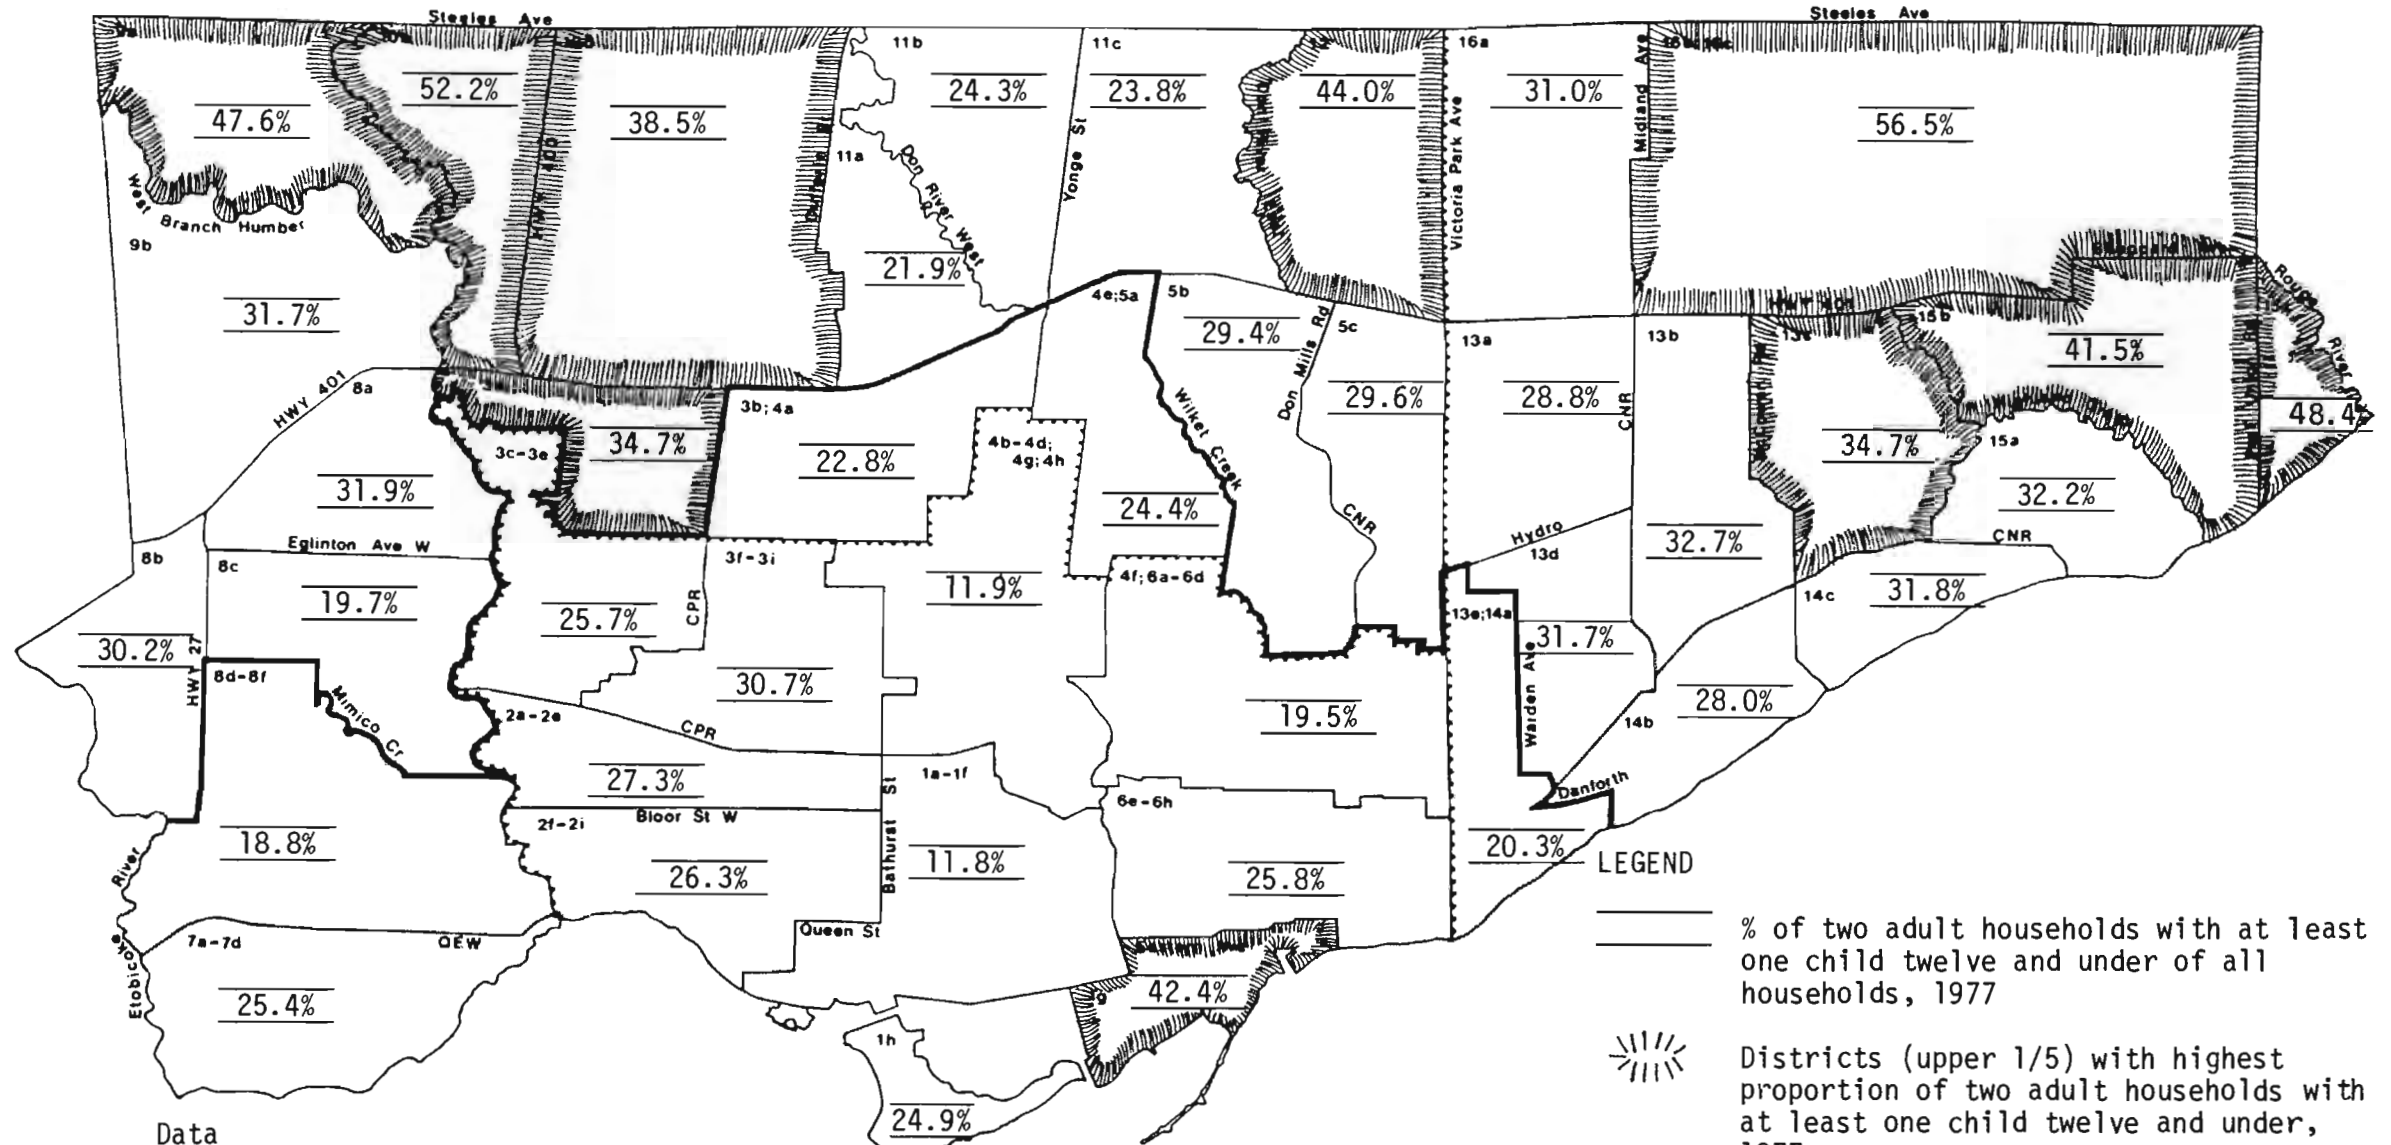 Steeles Ave
Steeles Ave
11b
11c
16a
52.2%
24.3%
23.8%
44.0%
31.0%
47.6%
38.5%
56.5%
Midland Ave
Victoria Park Ave
Yonge St
HWY 400
Dufferin St
11a
Don River West
West Branch Humber
9b
21.9%
31.7%
4e;5a
5b
29.4%
Don Mills Rd
5c
13a
13b
HWY 401
15b
41.5%
Sheppard Ave
Rouge River
48.4
HWY 401
8a
3b;4a
34.7%
3c-3e
22.8%
4b-4d;
4g;4h
Wilket Creek
29.6%
28.8%
CNR
34.7%
15a
31.9%
24.4%
CNR
32.2%
Eglinton Ave W
Hydro
13d
32.7%
CNR
8b
8c
3f-3i
11.9%
4f;6a-6d
31.8%
14c
19.7%
25.7%
CPR
13e;14a
31.7%
30.2%
HWY 27
8d-8f
Mimico Cr
30.7%
2a-2e
CPR
19.5%
Warden Ave
28.0%
14b
27.3%
1a-1f
6e-6h
Danforth
Bloor St W
Bathurst St
2f-2i
18.8%
26.3%
11.8%
25.8%
20.3%
Etobicoke River
7a-7d
QEW
Queen St
Eastern Ave
25.4%
1g
42.4%
1h
24.9%
LEGEND
% of two adult households with at least
one child twelve and under of all
households, 1977
Districts (upper 1/5) with highest
proportion of two adult households with
at least one child twelve and under,
Data